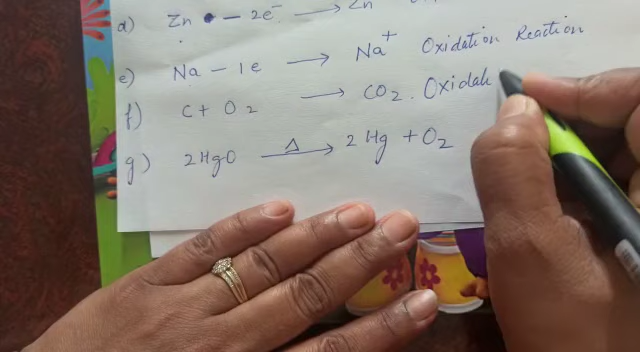 d) Zn - 2e⁻ → Zn
e) Na - 1e → Na⁺ Oxidation Reaction
f) C + O₂ → CO₂. Oxidat
g) 2HgO Δ→ 2Hg + O₂